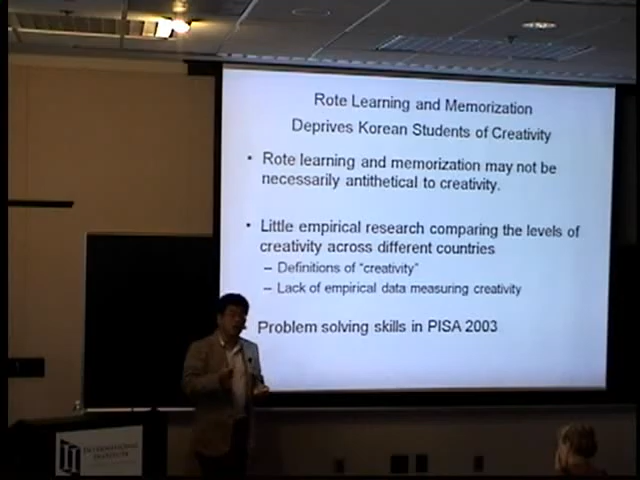 Rote Learning and Memorization
Deprives Korean Students of Creativity
• Rote learning and memorization may not be
necessarily antithetical to creativity.
• Little empirical research comparing the levels of
creativity across different countries
– Definitions of “creativity”
– Lack of empirical data measuring creativity
Problem solving skills in PISA 2003
INTERNATIONAL
INSTITUTE